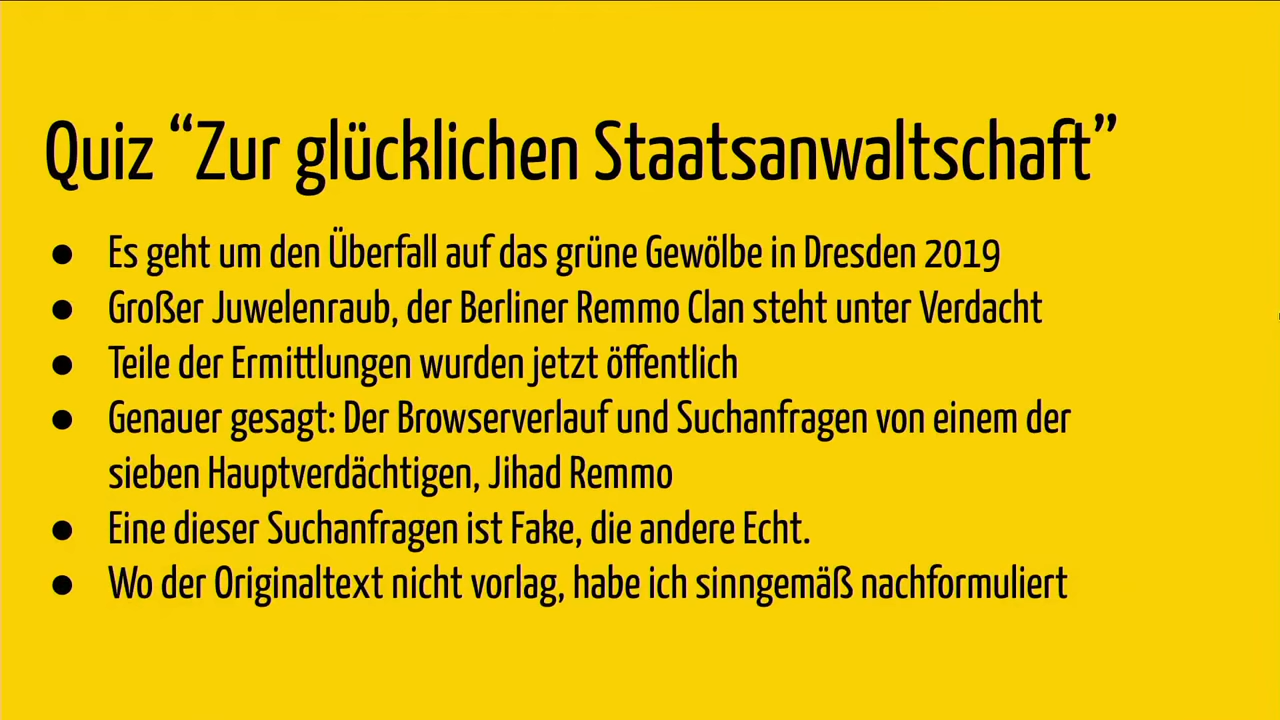 Quiz “Zur glücklichen Staatsanwaltschaft”
● Es geht um den Überfall auf das grüne Gewölbe in Dresden 2019
● Großer Juwelenraub, der Berliner Remmo Clan steht unter Verdacht
● Teile der Ermittlungen wurden jetzt öffentlich
● Genauer gesagt: Der Browserverlauf und Suchanfragen von einem der
sieben Hauptverdächtigen, Jihad Remmo
● Eine dieser Suchanfragen ist Fake, die andere Echt.
● Wo der Originaltext nicht vorlag, habe ich sinngemäß nachformuliert